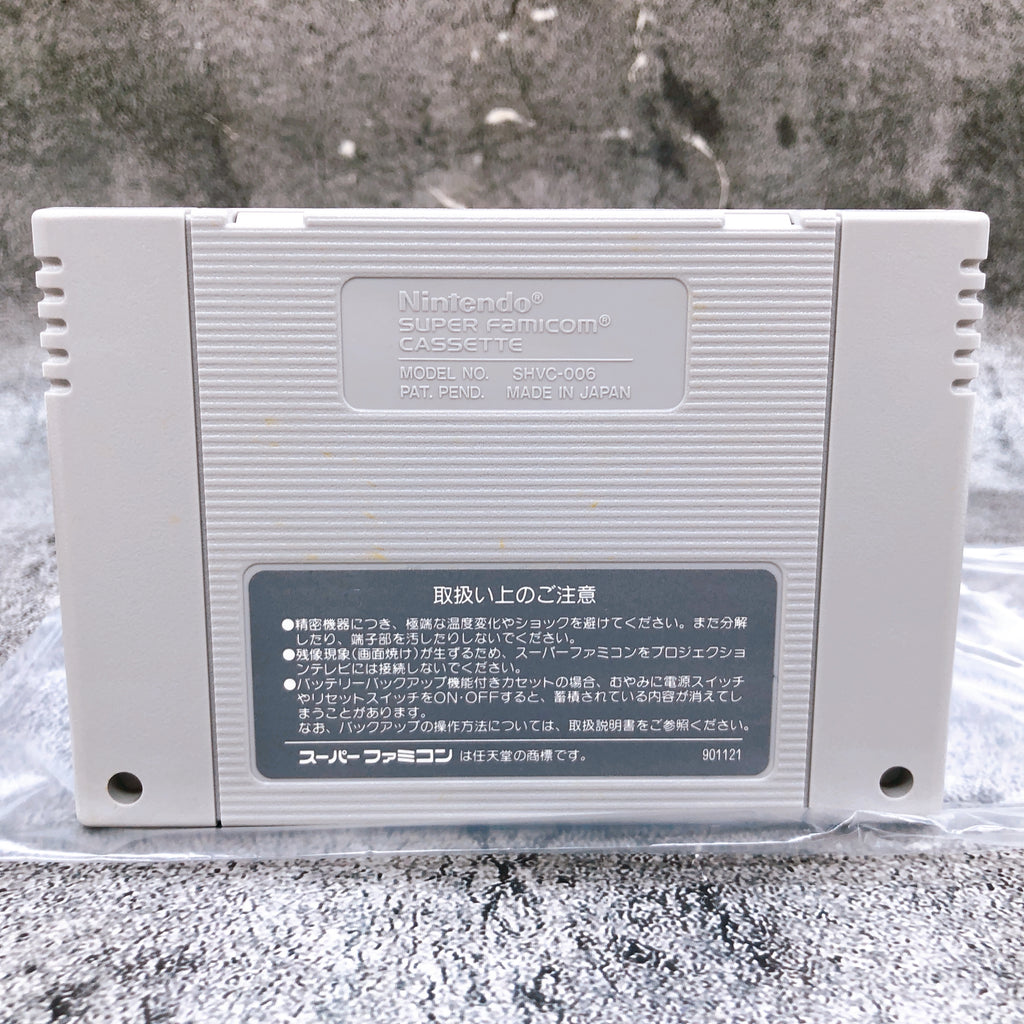 Nintendo®
SUPER FAMICOM®
CASSETTE
MODEL NO. SHVC-006
PAT. PEND. MADE IN JAPAN
取扱い上のご注意
●精密機器につき、極端な温度変化やショックを避けてください。また分解
したり、端子部を汚したりしないでください。
●残像現象(画面焼け)が生ずるため、スーパーファミコンをプロジェクショ
ンテレビには接続しないでください。
●バッテリーバックアップ機能付きカセットの場合、むやみに電源スイッチ
やリセットスイッチをON・OFFすると、蓄積されている内容が消えてし
まうことがあります。
なお、バックアップの操作方法については、取扱説明書をご参照ください。
スーパーファミコン は任天堂の商標です。 901121